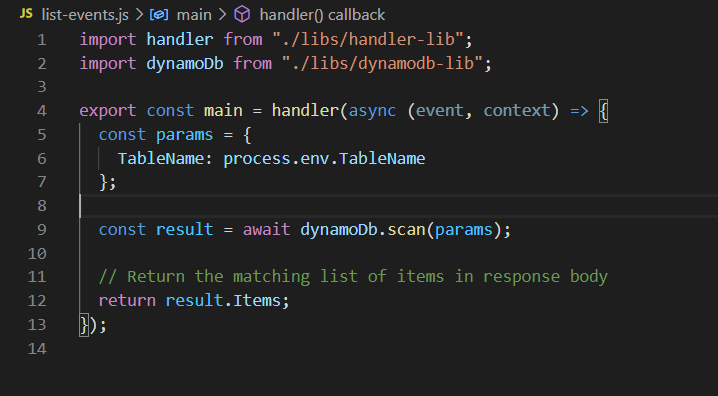 JS list-events.js > main > handler() callback
1 import handler from "./libs/handler-lib";
2 import dynamoDb from "./libs/dynamodb-lib";
3
4 export const main = handler(async (event, context) => {
5   const params = {
6     TableName: process.env.TableName
7   };
8
9   const result = await dynamoDb.scan(params);
10
11   // Return the matching list of items in response body
12   return result.Items;
13 });
14